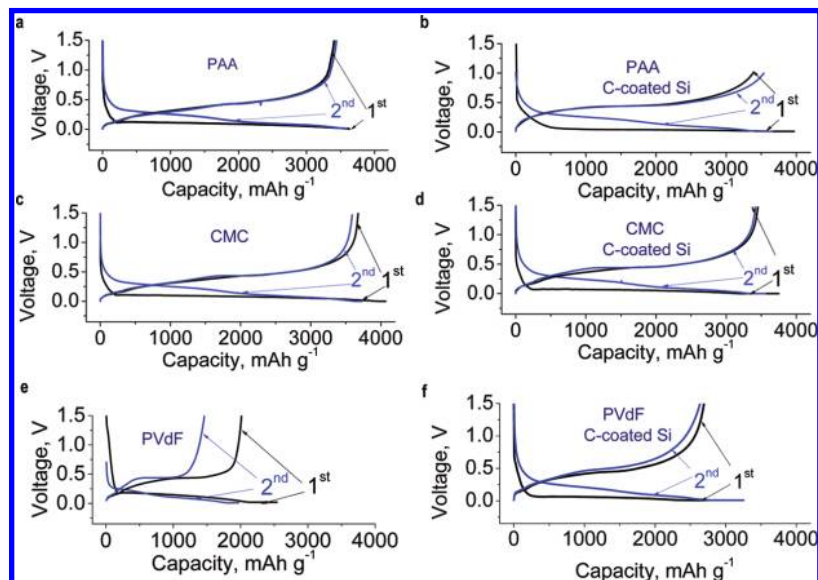 a
1.5
1.0
0.5
0.0
Voltage, V
PAA
2nd
1st
0 1000 2000 3000 4000
Capacity, mAh g-1
b
1.5
1.0
0.5
0.0
Voltage, V
PAA
C-coated Si
2nd
1st
0 1000 2000 3000 4000
Capacity, mAh g-1
c
1.5
1.0
0.5
0.0
Voltage, V
CMC
2nd
1st
0 1000 2000 3000 4000
Capacity, mAh g-1
d
1.5
1.0
0.5
0.0
Voltage, V
CMC
C-coated Si
2nd
1st
0 1000 2000 3000 4000
Capacity, mAh g-1
e
1.5
1.0
0.5
0.0
Voltage, V
PVdF
2nd
1st
0 1000 2000 3000 4000
Capacity, mAh g-1
f
1.5
1.0
0.5
0.0
Voltage, V
PVdF
C-coated Si
2nd
1st
0 1000 2000 3000 4000
Capacity, mAh g-1